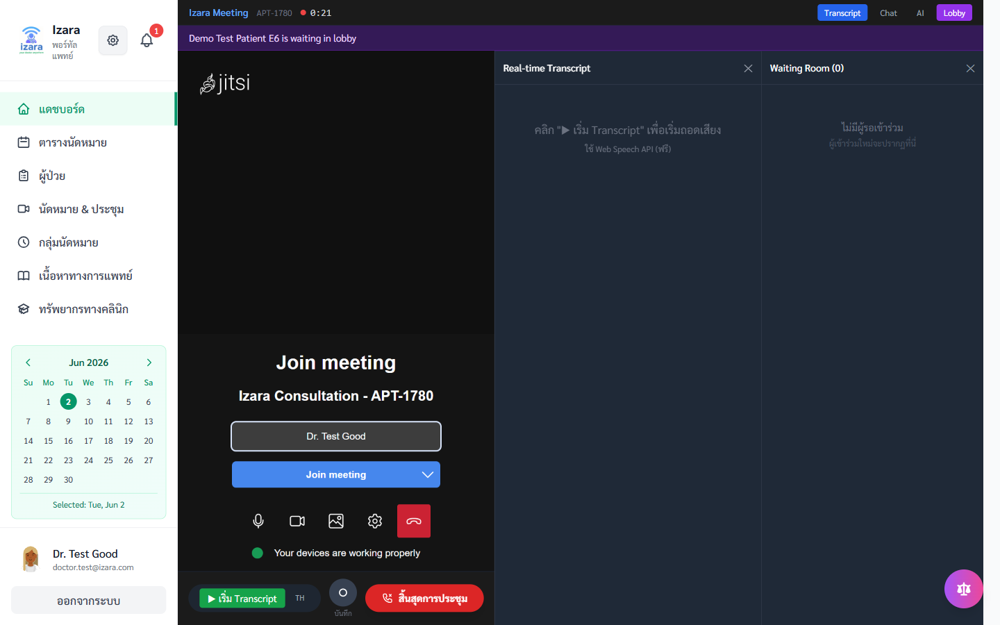 izara
Izara
พอร์ทัล
แพทย์
1
แดชบอร์ด
ตารางนัดหมาย
ผู้ป่วย
นัดหมาย & ประชุม
กลุ่มนัดหมาย
เนื้อหาทางการแพทย์
ทรัพยากรทางคลินิก
Jun 2026
Su Mo Tu We Th Fr Sa
1 2 3 4 5 6
7 8 9 10 11 12 13
14 15 16 17 18 19 20
21 22 23 24 25 26 27
28 29 30
Selected: Tue, Jun 2
Dr. Test Good
doctor.test@izara.com
ออกจากระบบ
Izara Meeting APT-1780 0:21
Transcript Chat AI Lobby
Demo Test Patient E6 is waiting in lobby
jitsi
Join meeting
Izara Consultation - APT-1780
Dr. Test Good
Join meeting
Your devices are working properly
▶ เริ่ม Transcript TH
บันทึก
สิ้นสุดการประชุม
Real-time Transcript
คลิก "▶ เริ่ม Transcript" เพื่อเริ่มถอดเสียง
ใช้ Web Speech API (ฟรี)
Waiting Room (0)
ไม่มีผู้รอเข้าร่วม
ผู้เข้าร่วมใหม่จะปรากฏที่นี่